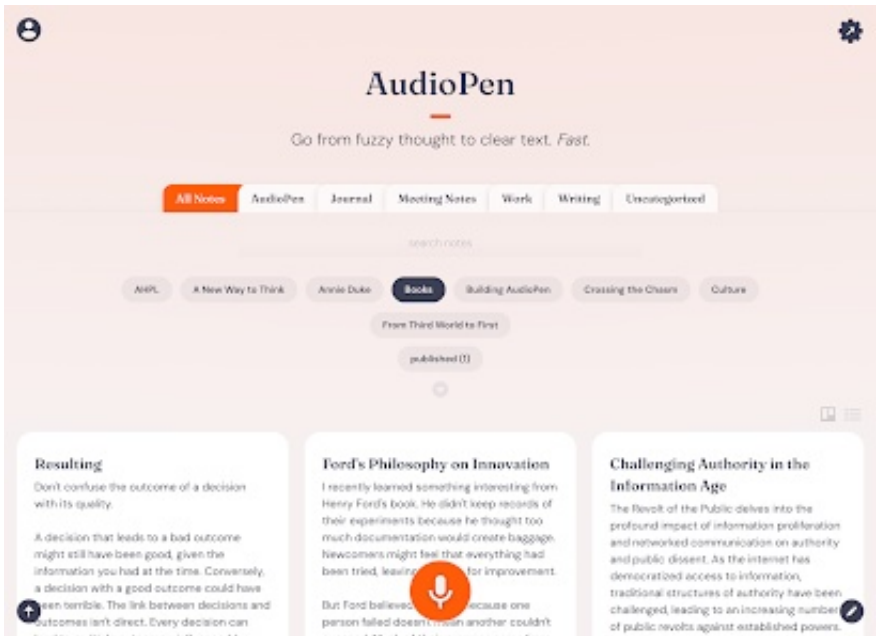 AudioPen
Go from fuzzy thought to clear text. Fast.
All Notes AudioPen Journal Meeting Notes Work Writing Uncategorized
search notes
AHPL A New Way to Think Annie Duke Books Building AudioPen Crossing the Chasm Culture
From Third World to First
published (1)
Resulting
Don't confuse the outcome of a decision
with its quality.
A decision that leads to a bad outcome
might still have been good, given the
information you had at the time. Conversely,
a decision with a good outcome could have
been terrible. The link between decisions and
outcomes isn't direct. Every decision can
Ford's Philosophy on Innovation
I recently learned something interesting from
Henry Ford's book. He didn't keep records of
their experiments because he thought too
much documentation would create baggage.
Newcomers might feel that everything had
been tried, leaving for improvement.
But Ford believed because one
person failed doesn't mean another couldn't
Challenging Authority in the
Information Age
The Revolt of the Public delves into the
profound impact of information proliferation
and networked communication on authority
and public dissent. As the internet has
democratized access to information,
traditional structures of authority have been
challenged, leading to an increasing number
of public revolts against established powers.